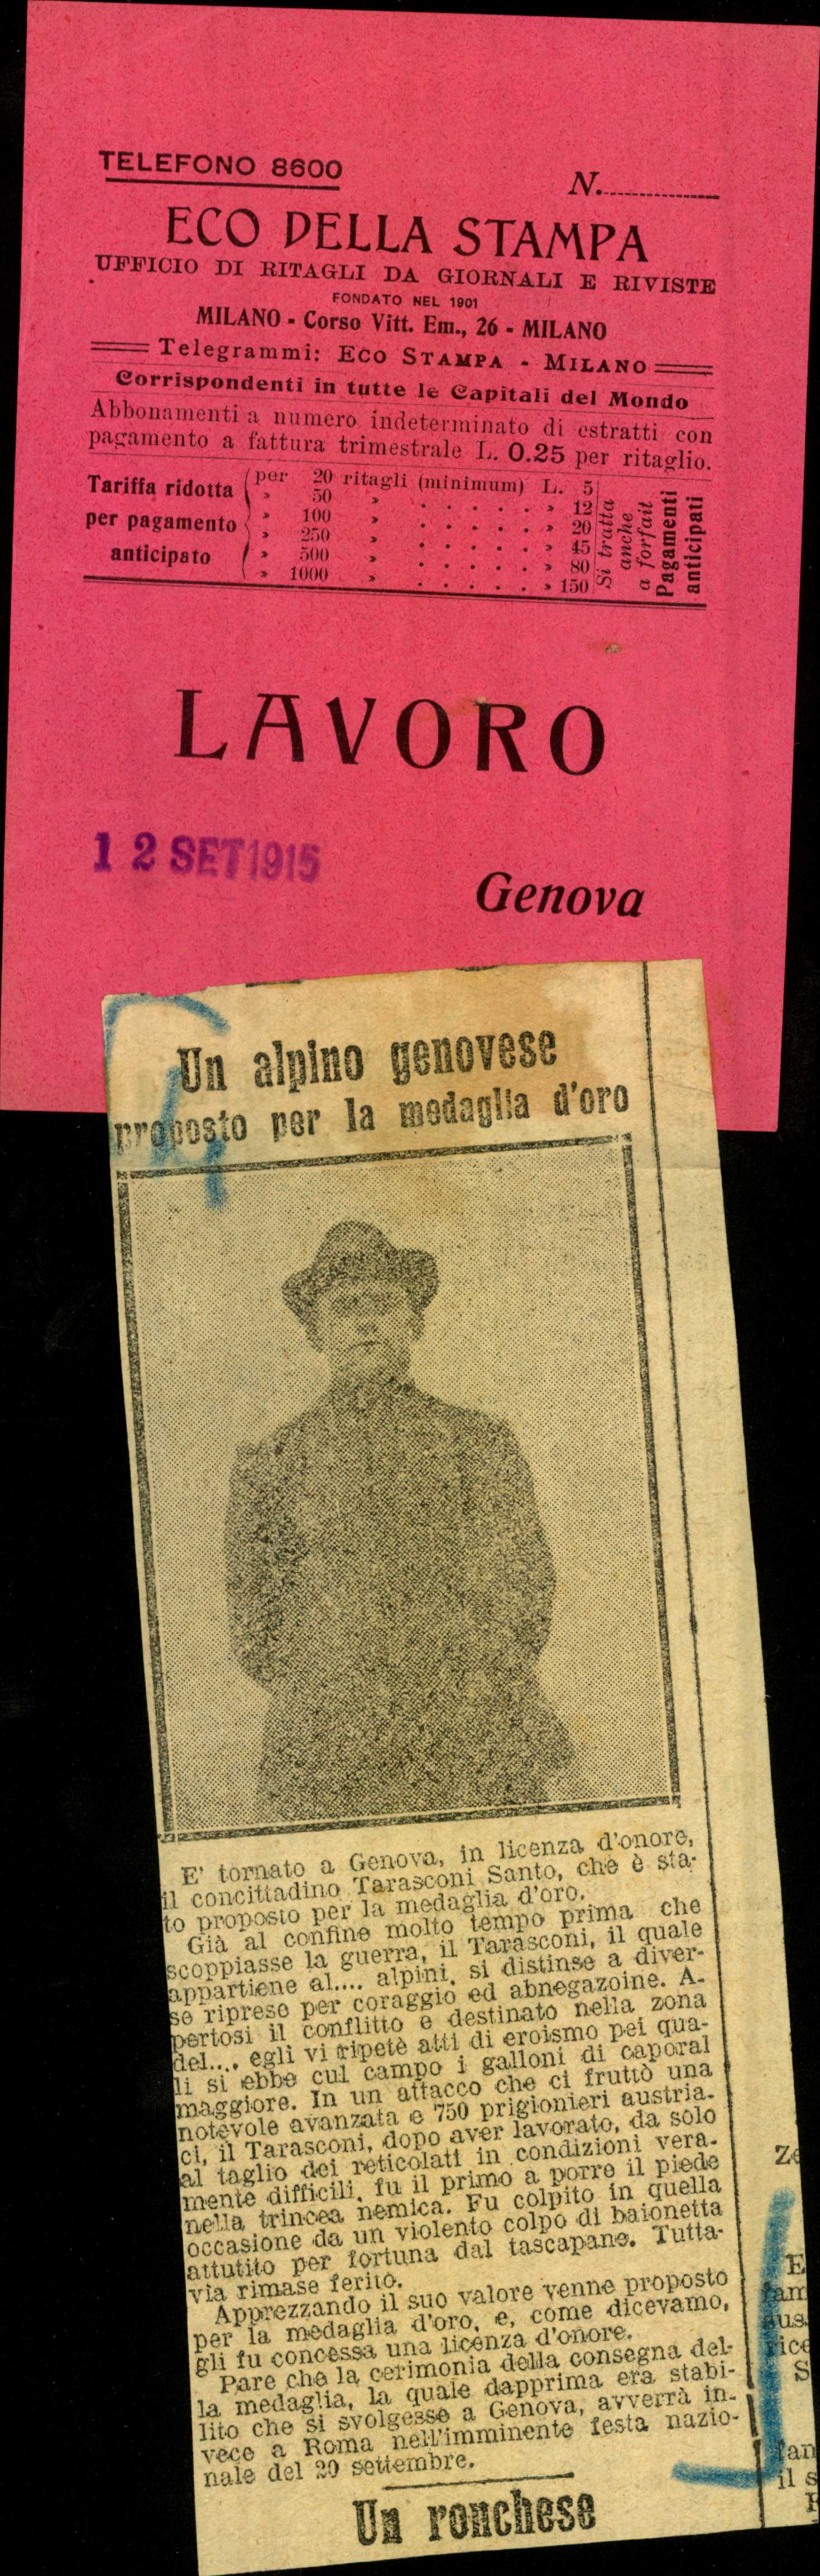 TELEFONO 8600
N.
ECO DELLA STAMPA
UFFICIO DI RITAGLI DA GIORNALI E RIVISTE
FONDATO NEL 1901
MILANO - Corso Vitt. Em., 26 - MILANO
Telegrammi: ECO STAMPA - MILANO
Corrispondenti in tutte le Capitali del Mondo
Abbonamenti a numero indeterminato di estratti con
pagamento a fattura trimestrale L. 0.25 per ritaglio.
Tariffa ridotta
per pagamento
anticipato
per 20 ritagli (minimum) L. 5
» 50 » . . . . . » 12
» 100 » . . . . . » 20
» 250 » . . . . . » 45
» 500 » . . . . . » 80
» 1000 » . . . . . » 150
Si tratta
anche
a forfait
Pagamenti
anticipati
LAVORO
12 SET 1915
Genova
Un alpino genovese
proposto per la medaglia d'oro
E' tornato a Genova, in licenza d'onore,
il concittadino Tarasconi Santo, che è sta-
to proposto per la medaglia d'oro.
Già al confine molto tempo prima che
scoppiasse la guerra, il Tarasconi, il quale
appartiene al.... alpini, si distinse a diver-
se riprese per coraggio ed abnegazoine. A-
pertosi il conflitto e destinato nella zona
del.... egli vi ripetè atti di eroismo pei qua-
li si ebbe cul campo i galloni di caporal
maggiore. In un attacco che ci fruttò una
notevole avanzata e 750 prigionieri austria-
ci, il Tarasconi, dopo aver lavorato, da solo
al taglio dei reticolati in condizioni vera-
mente difficili, fu il primo a porre il piede
nella trincea nemica. Fu colpito in quella
occasione da un violento colpo di baionetta
attutito per fortuna dal tascapane. Tutta-
via rimase ferito.
Apprezzando il suo valore venne proposto
per la medaglia d'oro, e, come dicevamo,
gli fu concessa una licenza d'onore.
Pare che la cerimonia della consegna del-
la medaglia, la quale dapprima era stabi-
lito che si svolgesse a Genova, avverrà in-
vece a Roma nell'imminente festa nazio-
nale del 20 settembre.
Un ronchese